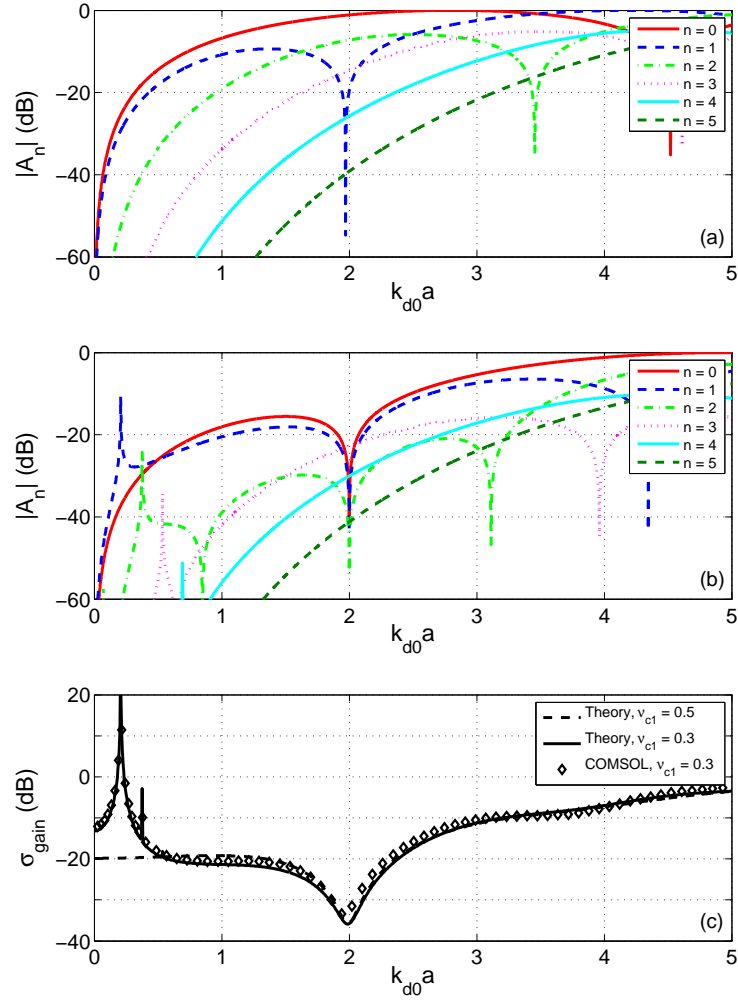 0
−20
−40
−60
|A_n| (dB)
n = 0
n = 1
n = 2
n = 3
n = 4
n = 5
(a)
0 1 2 3 4 5
k_d0 a
0
−20
−40
−60
|A_n| (dB)
n = 0
n = 1
n = 2
n = 3
n = 4
n = 5
(b)
0 1 2 3 4 5
k_d0 a
20
0
−20
−40
σ_gain (dB)
Theory, ν_c1 = 0.5
Theory, ν_c1 = 0.3
COMSOL, ν_c1 = 0.3
(c)
0 1 2 3 4 5
k_d0 a